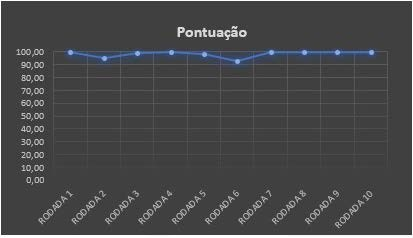 Pontuação
100,00
90,00
80,00
70,00
60,00
50,00
40,00
30,00
20,00
10,00
0,00
RODADA 1
RODADA 2
RODADA 3
RODADA 4
RODADA 5
RODADA 6
RODADA 7
RODADA 8
RODADA 9
RODADA 10